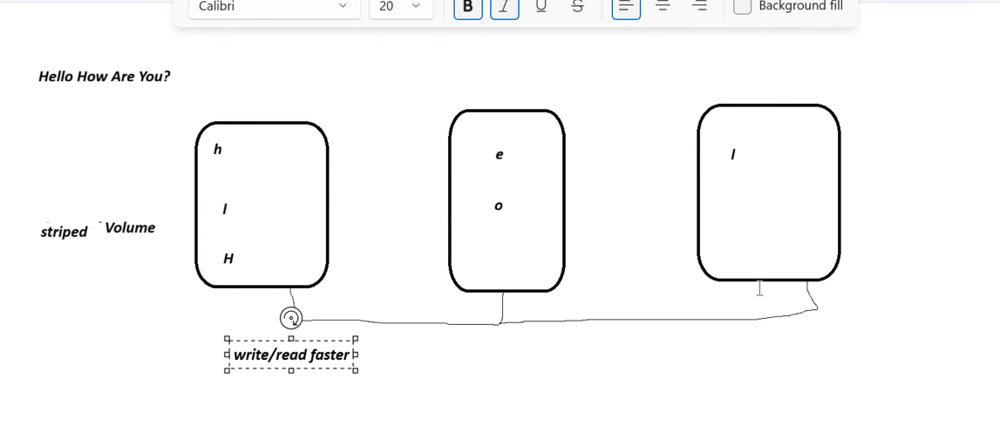 Calibri 20 B I U S Background fill
Hello How Are You?
h e l
l o
H
striped Volume
write/read faster